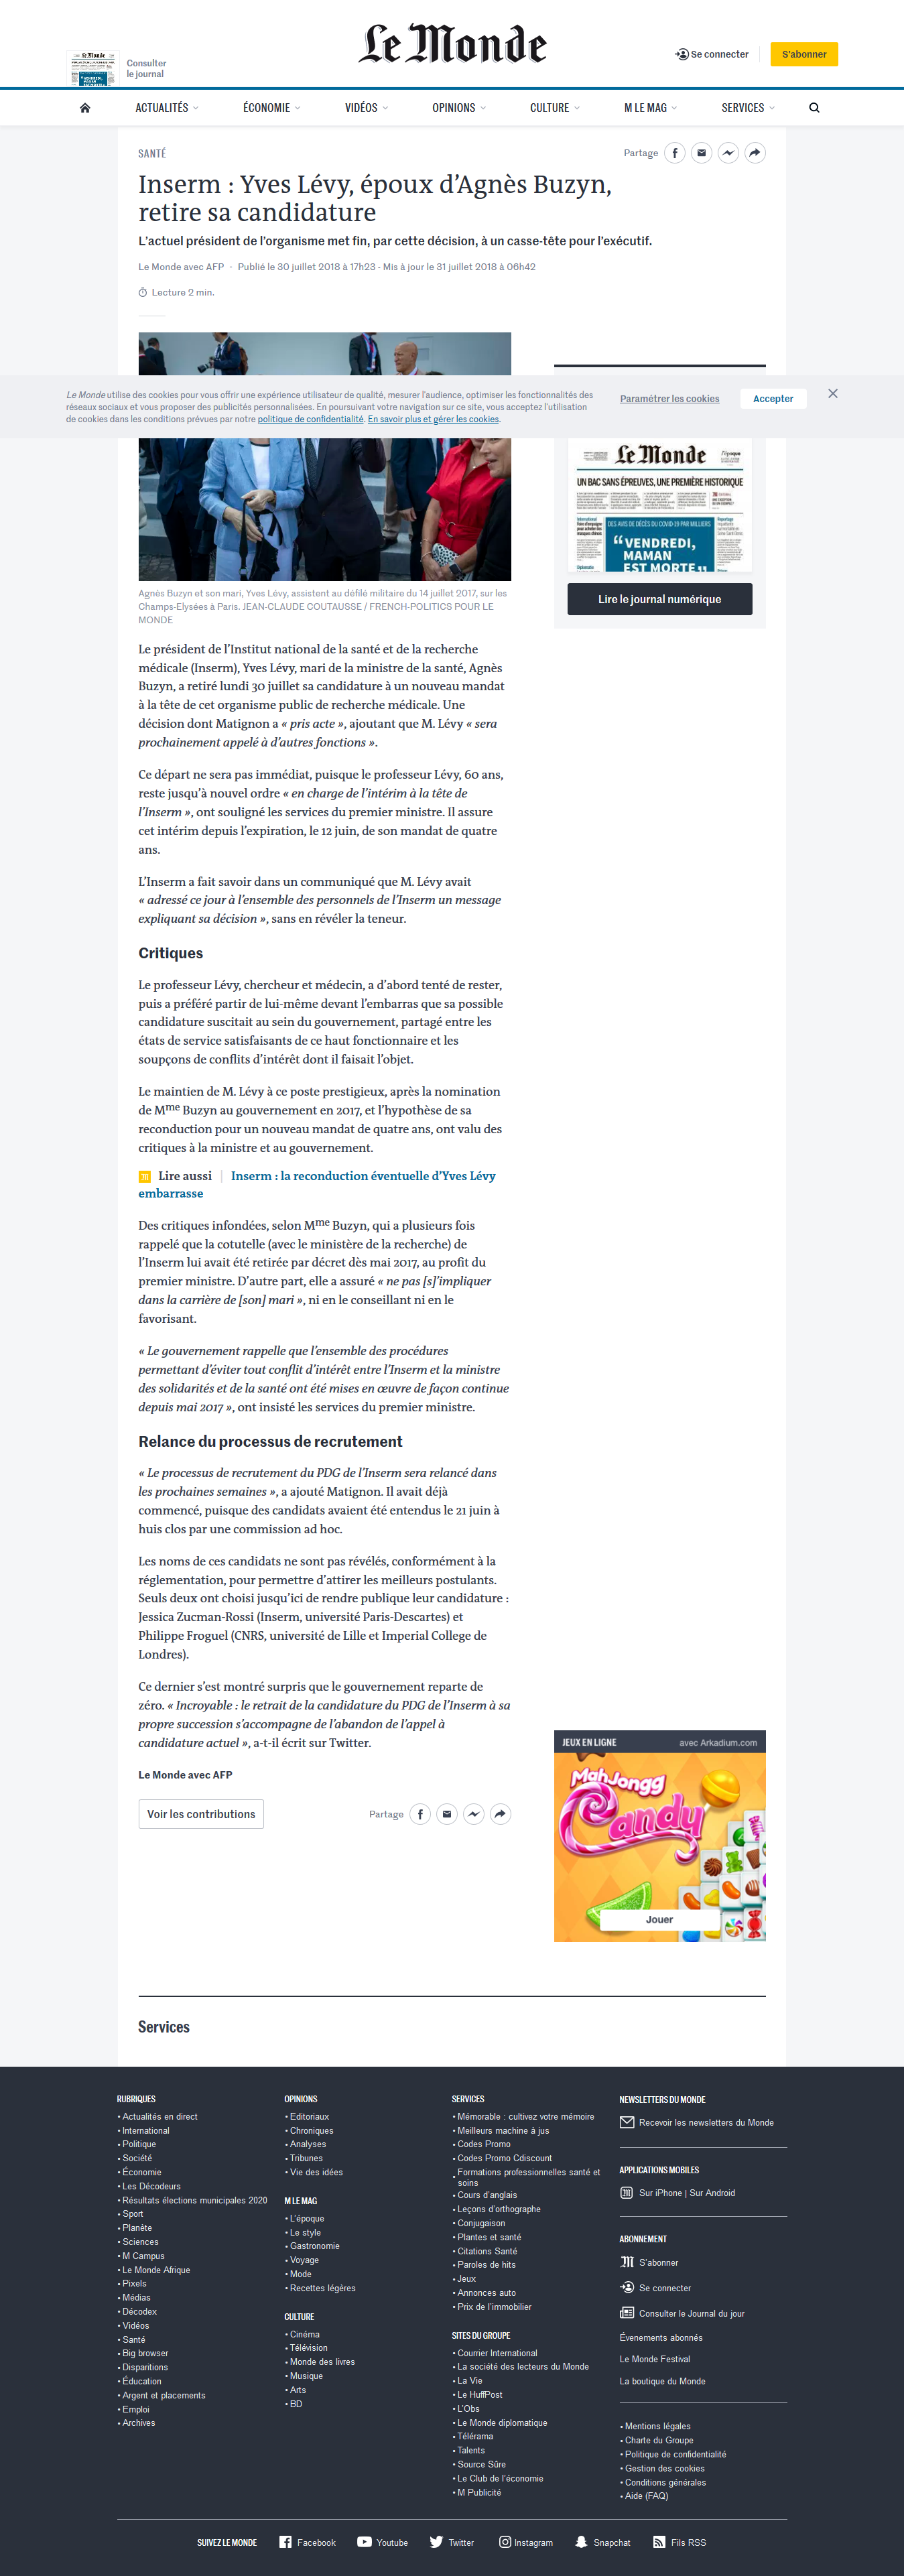 Le Monde
Consulter
le journal
Se connecter
S'abonner
ACTUALITÉS
ÉCONOMIE
VIDÉOS
OPINIONS
CULTURE
M LE MAG
SERVICES
SANTÉ
Partage
Inserm : Yves Lévy, époux d'Agnès Buzyn,
retire sa candidature
L'actuel président de l'organisme met fin, par cette décision, à un casse-tête pour l'exécutif.
Le Monde avec AFP - Publié le 30 juillet 2018 à 17h23 - Mis à jour le 31 juillet 2018 à 06h42
Lecture 2 min.
Le Monde utilise des cookies pour vous offrir une expérience utilisateur de qualité, mesurer l'audience, optimiser les fonctionnalités des
réseaux sociaux et vous proposer des publicités personnalisées. En poursuivant votre navigation sur ce site, vous acceptez l'utilisation
de cookies dans les conditions prévues par notre politique de confidentialité. En savoir plus et gérer les cookies.
Paramétrer les cookies
Accepter
Le Monde
UN BAC SANS ÉPREUVES, UNE PREMIÈRE HISTORIQUE
DES AVIS DE DÉCÈS DU COVID-19 PAR MILLIERS
“ VENDREDI,
MAMAN
EST MORTE „
Lire le journal numérique
Agnès Buzyn et son mari, Yves Lévy, assistent au défilé militaire du 14 juillet 2017, sur les
Champs-Elysées à Paris. JEAN-CLAUDE COUTAUSSE / FRENCH-POLITICS POUR LE
MONDE
Le président de l'Institut national de la santé et de la recherche
médicale (Inserm), Yves Lévy, mari de la ministre de la santé, Agnès
Buzyn, a retiré lundi 30 juillet sa candidature à un nouveau mandat
à la tête de cet organisme public de recherche médicale. Une
décision dont Matignon a « pris acte », ajoutant que M. Lévy « sera
prochainement appelé à d'autres fonctions ».
Ce départ ne sera pas immédiat, puisque le professeur Lévy, 60 ans,
reste jusqu'à nouvel ordre « en charge de l'intérim à la tête de
l'Inserm », ont souligné les services du premier ministre. Il assure
cet intérim depuis l'expiration, le 12 juin, de son mandat de quatre
ans.
L'Inserm a fait savoir dans un communiqué que M. Lévy avait
« adressé ce jour à l'ensemble des personnels de l'Inserm un message
expliquant sa décision », sans en révéler la teneur.
Critiques
Le professeur Lévy, chercheur et médecin, a d'abord tenté de rester,
puis a préféré partir de lui-même devant l'embarras que sa possible
candidature suscitait au sein du gouvernement, partagé entre les
états de service satisfaisants de ce haut fonctionnaire et les
soupçons de conflits d'intérêt dont il faisait l'objet.
Le maintien de M. Lévy à ce poste prestigieux, après la nomination
de Mme Buzyn au gouvernement en 2017, et l'hypothèse de sa
reconduction pour un nouveau mandat de quatre ans, ont valu des
critiques à la ministre et au gouvernement.
Lire aussi | Inserm : la reconduction éventuelle d'Yves Lévy
embarrasse
Des critiques infondées, selon Mme Buzyn, qui a plusieurs fois
rappelé que la cotutelle (avec le ministère de la recherche) de
l'Inserm lui avait été retirée par décret dès mai 2017, au profit du
premier ministre. D'autre part, elle a assuré « ne pas [s]'impliquer
dans la carrière de [son] mari », ni en le conseillant ni en le
favorisant.
« Le gouvernement rappelle que l'ensemble des procédures
permettant d'éviter tout conflit d'intérêt entre l'Inserm et la ministre
des solidarités et de la santé ont été mises en œuvre de façon continue
depuis mai 2017 », ont insisté les services du premier ministre.
Relance du processus de recrutement
« Le processus de recrutement du PDG de l'Inserm sera relancé dans
les prochaines semaines », a ajouté Matignon. Il avait déjà
commencé, puisque des candidats avaient été entendus le 21 juin à
huis clos par une commission ad hoc.
Les noms de ces candidats ne sont pas révélés, conformément à la
réglementation, pour permettre d'attirer les meilleurs postulants.
Seuls deux ont choisi jusqu'ici de rendre publique leur candidature :
Jessica Zucman-Rossi (Inserm, université Paris-Descartes) et
Philippe Froguel (CNRS, université de Lille et Imperial College de
Londres).
Ce dernier s'est montré surpris que le gouvernement reparte de
zéro. « Incroyable : le retrait de la candidature du PDG de l'Inserm à sa
propre succession s'accompagne de l'abandon de l'appel à
candidature actuel », a-t-il écrit sur Twitter.
Le Monde avec AFP
Voir les contributions
Partage
JEUX EN LIGNE
avec Arkadium.com
MahJongg
Candy
Jouer
Services
RUBRIQUES
• Actualités en direct
• International
• Politique
• Société
• Économie
• Les Décodeurs
• Résultats élections municipales 2020
• Sport
• Planète
• Sciences
• M Campus
• Le Monde Afrique
• Pixels
• Médias
• Décodex
• Vidéos
• Santé
• Big browser
• Disparitions
• Éducation
• Argent et placements
• Emploi
• Archives
OPINIONS
• Editoriaux
• Chroniques
• Analyses
• Tribunes
• Vie des idées
M LE MAG
• L'époque
• Le style
• Gastronomie
• Voyage
• Mode
• Recettes légères
CULTURE
• Cinéma
• Télévision
• Monde des livres
• Musique
• Arts
• BD
SERVICES
• Mémorable : cultivez votre mémoire
• Meilleurs machine à jus
• Codes Promo
• Codes Promo Cdiscount
• Formations professionnelles santé et
soins
• Cours d'anglais
• Leçons d'orthographe
• Conjugaison
• Plantes et santé
• Citations Santé
• Paroles de hits
• Jeux
• Annonces auto
• Prix de l'immobilier
SITES DU GROUPE
• Courrier International
• La société des lecteurs du Monde
• La Vie
• Le HuffPost
• L'Obs
• Le Monde diplomatique
• Télérama
• Talents
• Source Sûre
• Le Club de l'économie
• M Publicité
NEWSLETTERS DU MONDE
Recevoir les newsletters du Monde
APPLICATIONS MOBILES
Sur iPhone | Sur Android
ABONNEMENT
S'abonner
Se connecter
Consulter le Journal du jour
Évenements abonnés
Le Monde Festival
La boutique du Monde
• Mentions légales
• Charte du Groupe
• Politique de confidentialité
• Gestion des cookies
• Conditions générales
• Aide (FAQ)
SUIVEZ LE MONDE
Facebook
Youtube
Twitter
Instagram
Snapchat
Fils RSS